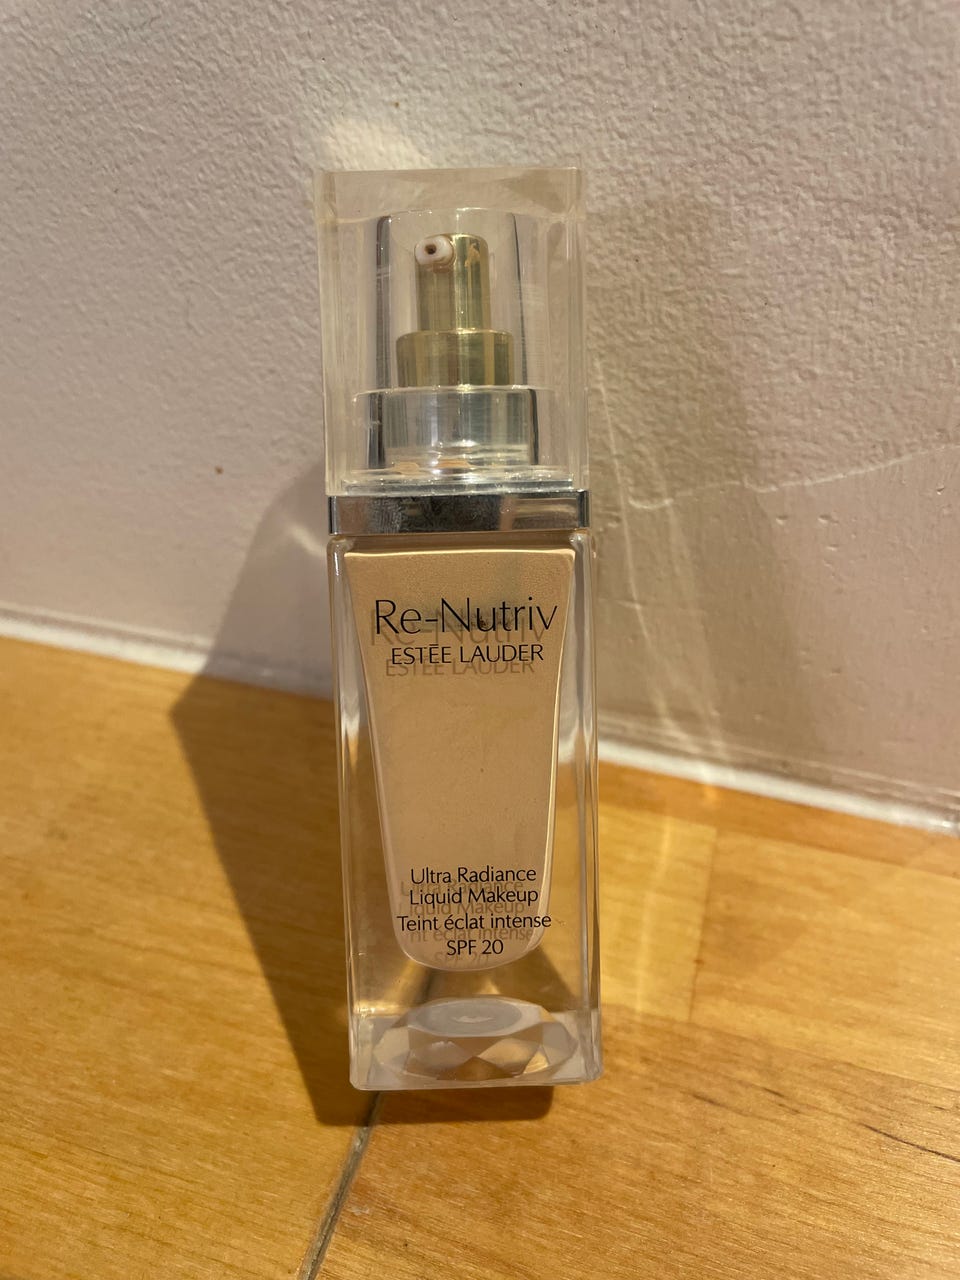 Re-Nutriv
ESTĒE LAUDER
Ultra Radiance
Liquid Makeup
Teint éclat intense
SPF 20